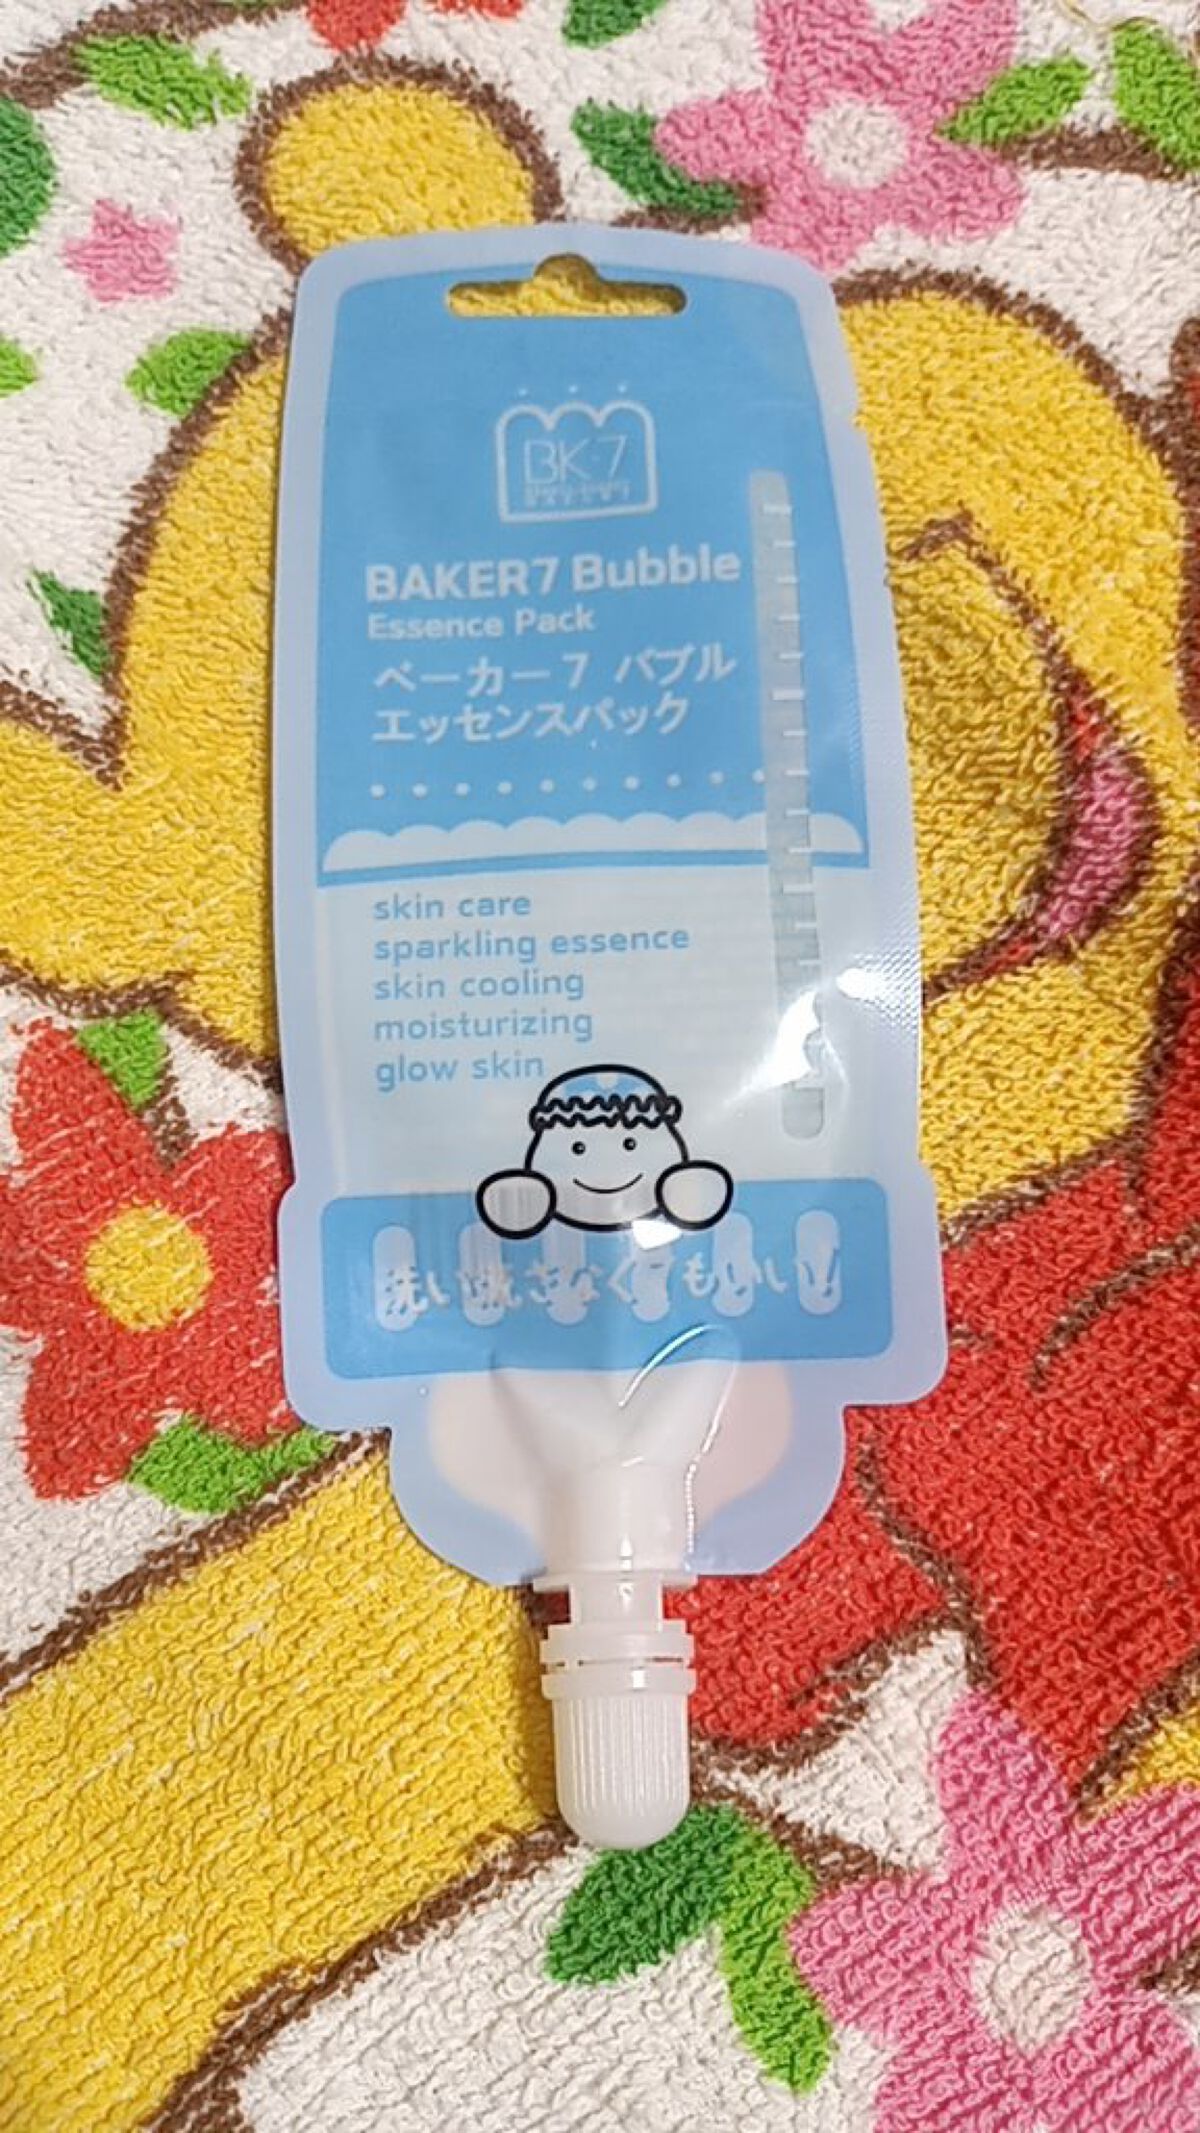 BK·7
BAKER7 Bubble
Essence Pack
ベーカー7 バブル
エッセンスパック
skin care
sparkling essence
skin cooling
moisturizing
glow skin
洗い流さなくてもいい!